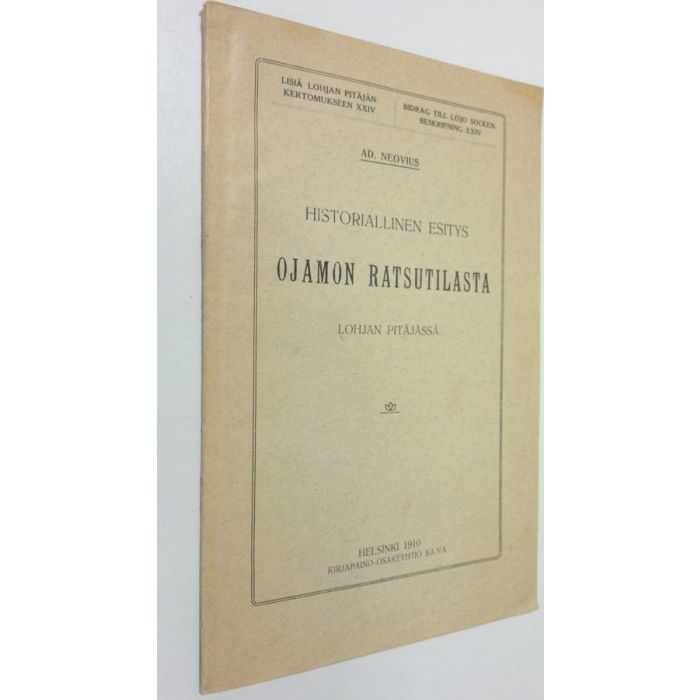 LISIÄ LOHJAN PITÄJÄN
KERTOMUKSEEN XXIV
BIDRAG TILL LOJO SOCKEN-
BESKRIFNING XXIV
AD. NEOVIUS
HISTORIALLINEN ESITYS
OJAMON RATSUTILASTA
LOHJAN PITÄJÄSSÄ
HELSINKI 1910
KIRJAPAINO-OSAKEYHTIÖ SANA